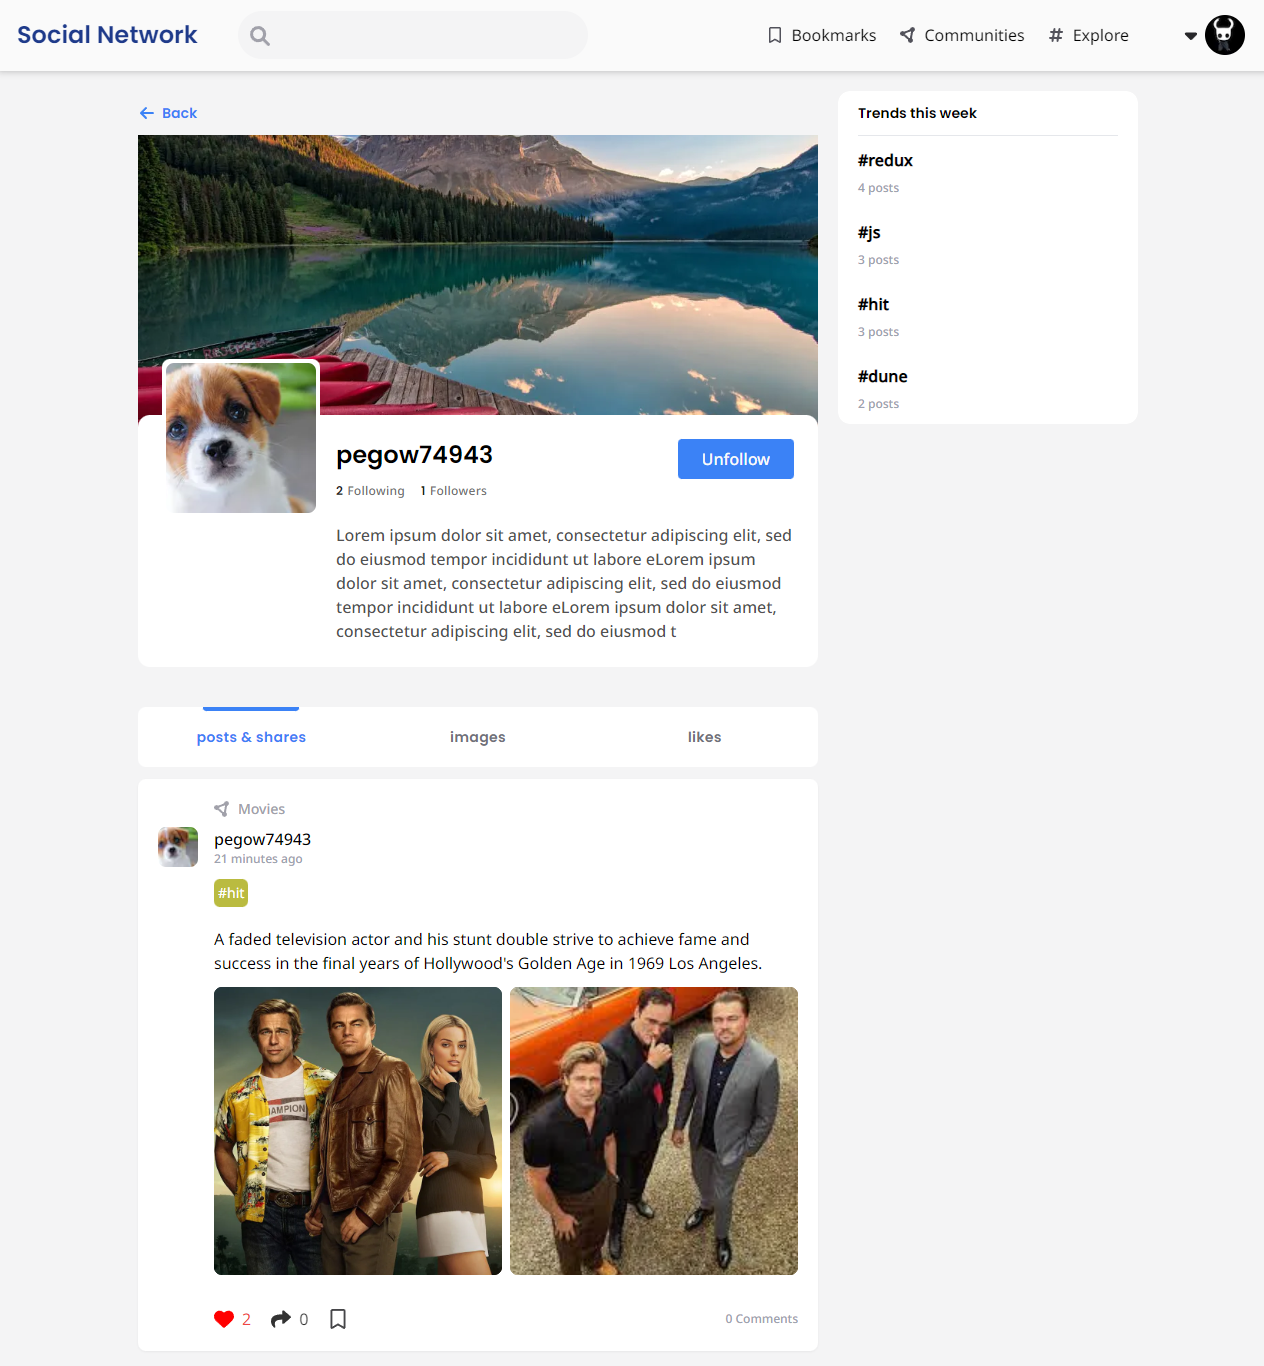 Social Network
Bookmarks
Communities
Explore
Back
Trends this week
#redux
4 posts
#js
3 posts
#hit
3 posts
#dune
2 posts
pegow74943
Unfollow
2 Following 1 Followers
Lorem ipsum dolor sit amet, consectetur adipiscing elit, sed
do eiusmod tempor incididunt ut labore eLorem ipsum
dolor sit amet, consectetur adipiscing elit, sed do eiusmod
tempor incididunt ut labore eLorem ipsum dolor sit amet,
consectetur adipiscing elit, sed do eiusmod t
posts & shares
images
likes
Movies
pegow74943
21 minutes ago
#hit
A faded television actor and his stunt double strive to achieve fame and
success in the final years of Hollywood's Golden Age in 1969 Los Angeles.
AMPION
2
0
0 Comments